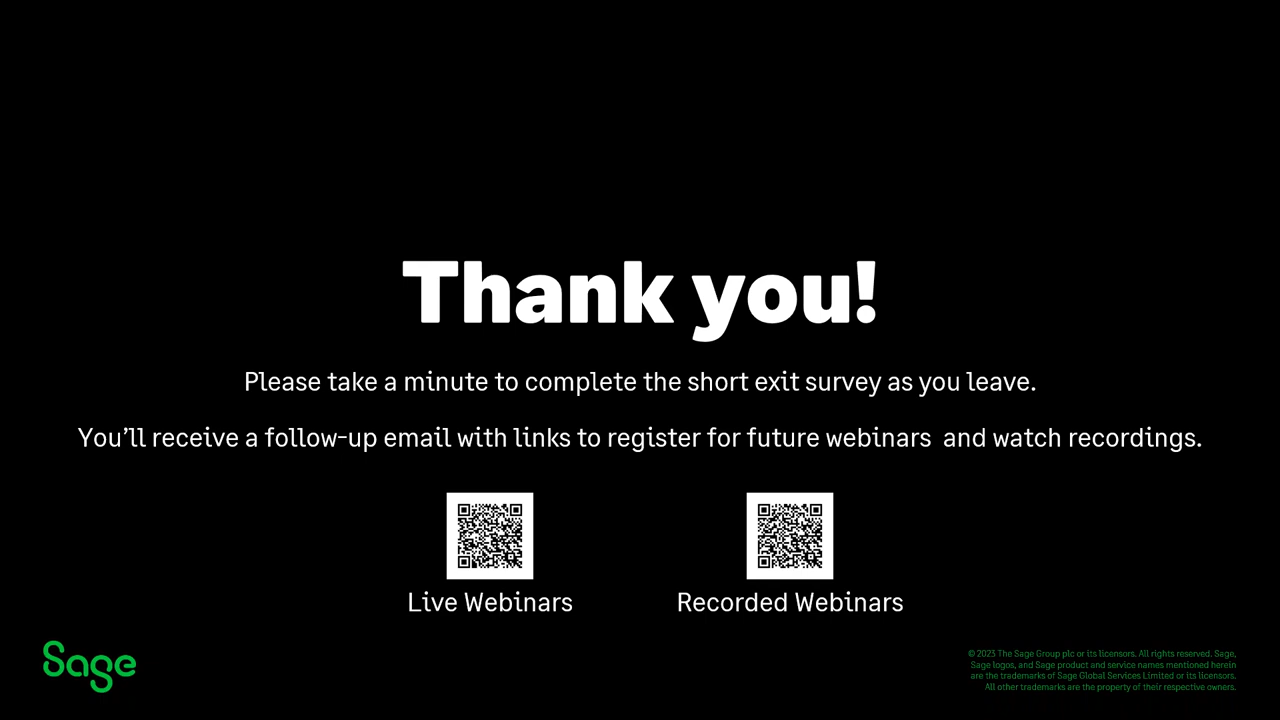 Thank you!
Please take a minute to complete the short exit survey as you leave.
You’ll receive a follow-up email with links to register for future webinars  and watch recordings.
Live Webinars
Recorded Webinars
Sage
© 2023 The Sage Group plc or its licensors. All rights reserved. Sage,
Sage logos, and Sage product and service names mentioned herein
are the trademarks of Sage Global Services Limited or its licensors.
All other trademarks are the property of their respective owners.